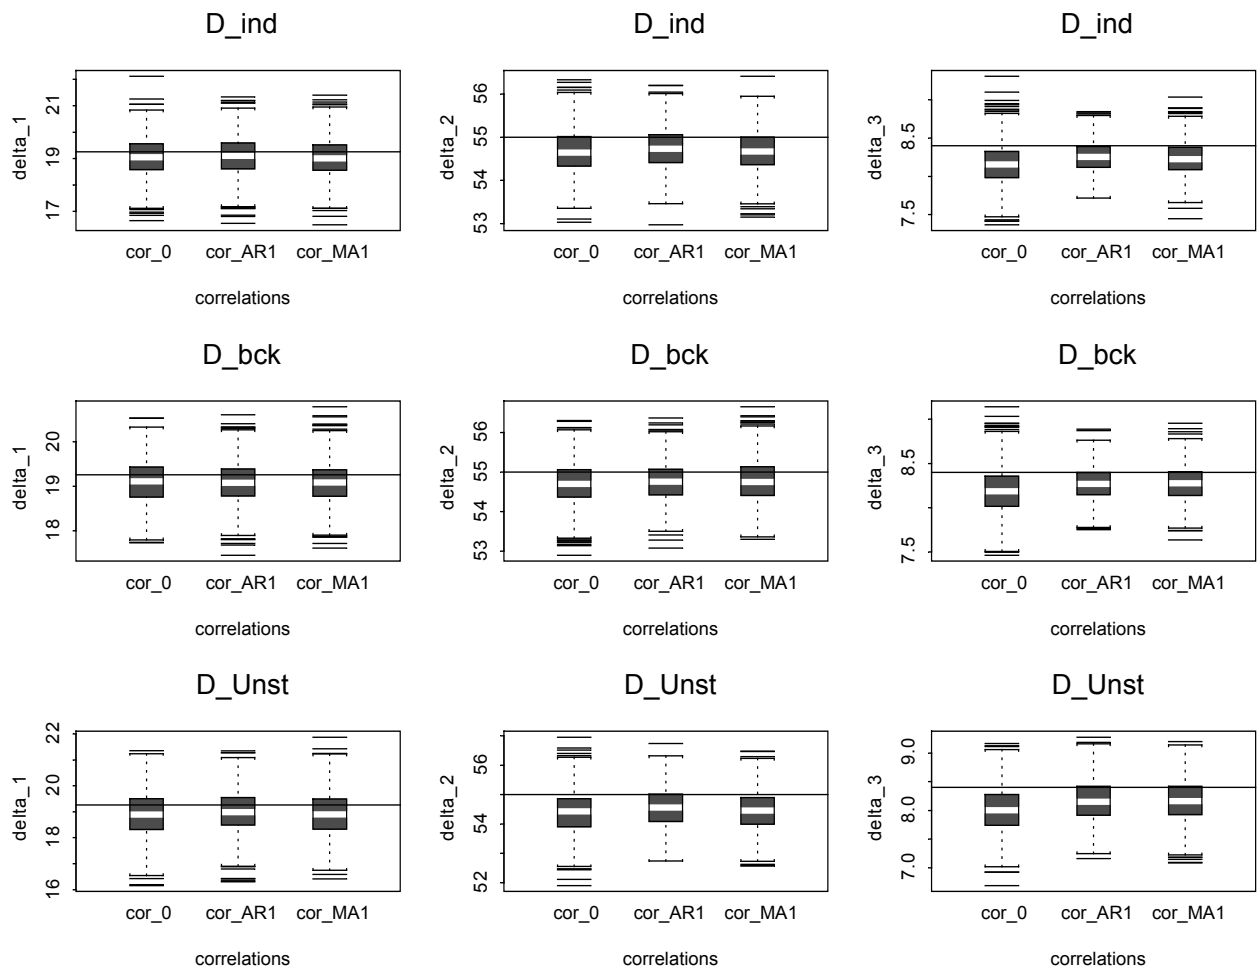 D_ind
delta_1
21
19
17
cor_0 cor_AR1 cor_MA1
correlations
D_ind
delta_2
56
55
54
53
cor_0 cor_AR1 cor_MA1
correlations
D_ind
delta_3
8.5
7.5
cor_0 cor_AR1 cor_MA1
correlations
D_bck
delta_1
20
19
18
cor_0 cor_AR1 cor_MA1
correlations
D_bck
delta_2
56
55
54
53
cor_0 cor_AR1 cor_MA1
correlations
D_bck
delta_3
8.5
7.5
cor_0 cor_AR1 cor_MA1
correlations
D_Unst
delta_1
22
20
18
16
cor_0 cor_AR1 cor_MA1
correlations
D_Unst
delta_2
56
54
52
cor_0 cor_AR1 cor_MA1
correlations
D_Unst
delta_3
9.0
8.0
7.0
cor_0 cor_AR1 cor_MA1
correlations